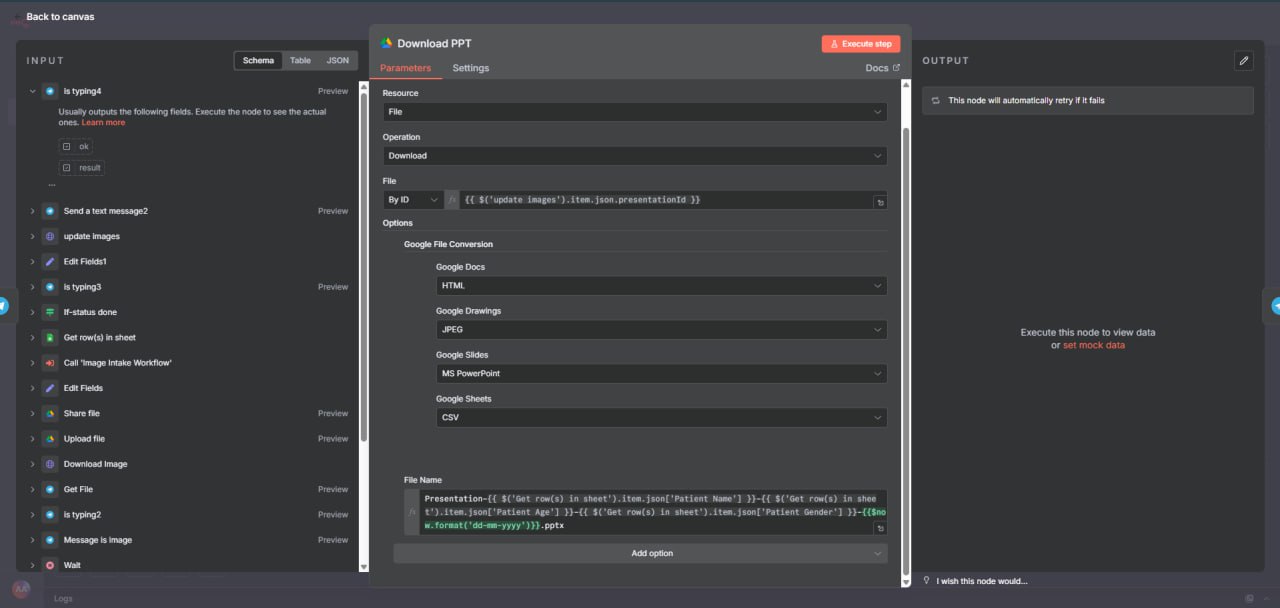 Back to canvas
INPUT
Schema
Table
JSON
is typing4
Preview
Usually outputs the following fields. Execute the node to see the actual
ones. Learn more
ok
result
...
Send a text message2
Preview
update images
Edit Fields1
is typing3
Preview
If-status done
Get row(s) in sheet
Call 'Image Intake Workflow'
Edit Fields
Share file
Preview
Upload file
Preview
Download Image
Get File
Preview
is typing2
Preview
Message is image
Preview
Wait
Download PPT
Execute step
Parameters
Settings
Docs
Resource
File
Operation
Download
File
By ID
fx
{{ $('update images').item.json.presentationId }}
Options
Google File Conversion
Google Docs
HTML
Google Drawings
JPEG
Google Slides
MS PowerPoint
Google Sheets
CSV
File Name
fx
Presentation-{{ $('Get row(s) in sheet').item.json['Patient Name'] }}-{{ $('Get row(s) in shee
t').item.json['Patient Age'] }}-{{ $('Get row(s) in sheet').item.json['Patient Gender'] }}-{{$no
w.format('dd-mm-yyyy')}}.pptx
Add option
OUTPUT
This node will automatically retry if it fails
Execute this node to view data
or set mock data
I wish this node would...
AA
Logs